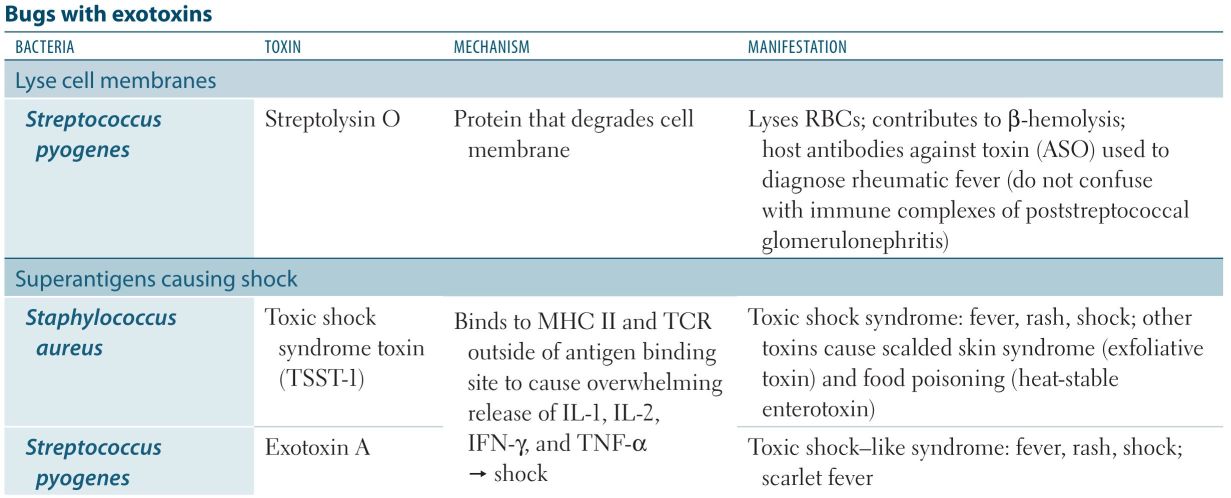 Bugs with exotoxins
BACTERIA TOXIN MECHANISM MANIFESTATION
Lyse cell membranes
Streptococcus
pyogenes
Streptolysin O
Protein that degrades cell
membrane
Lyses RBCs; contributes to β-hemolysis;
host antibodies against toxin (ASO) used to
diagnose rheumatic fever (do not confuse
with immune complexes of poststreptococcal
glomerulonephritis)
Superantigens causing shock
Staphylococcus
aureus
Toxic shock
syndrome toxin
(TSST-1)
Binds to MHC II and TCR
outside of antigen binding
site to cause overwhelming
release of IL-1, IL-2,
IFN-γ, and TNF-α
→ shock
Toxic shock syndrome: fever, rash, shock; other
toxins cause scalded skin syndrome (exfoliative
toxin) and food poisoning (heat-stable
enterotoxin)
Streptococcus
pyogenes
Exotoxin A
Toxic shock–like syndrome: fever, rash, shock;
scarlet fever